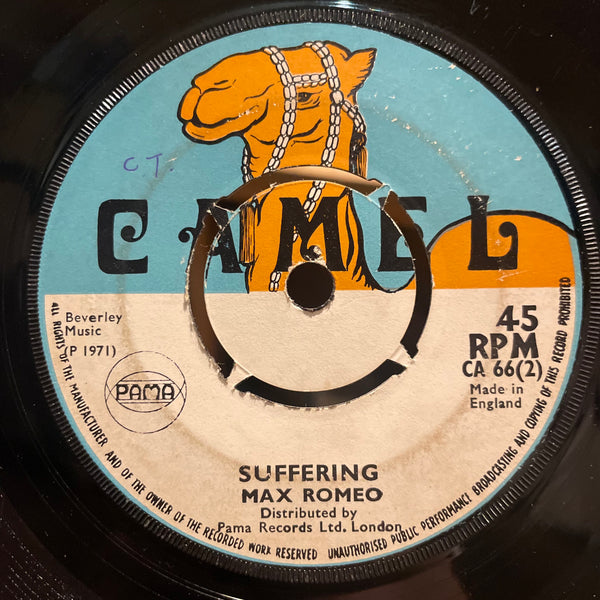 C.T.
CAMEL
Beverley
Music
(P 1971)
PAMA
45
RPM
CA 66(2)
Made in
England
SUFFERING
MAX ROMEO
Distributed by
Pama Records Ltd. London
ALL RIGHTS OF THE MANUFACTURER AND OF THE OWNER OF THE RECORDED WORK RESERVED UNAUTHORISED PUBLIC PERFORMANCE BROADCASTING AND COPYING OF THIS RECORD PROHIBITED